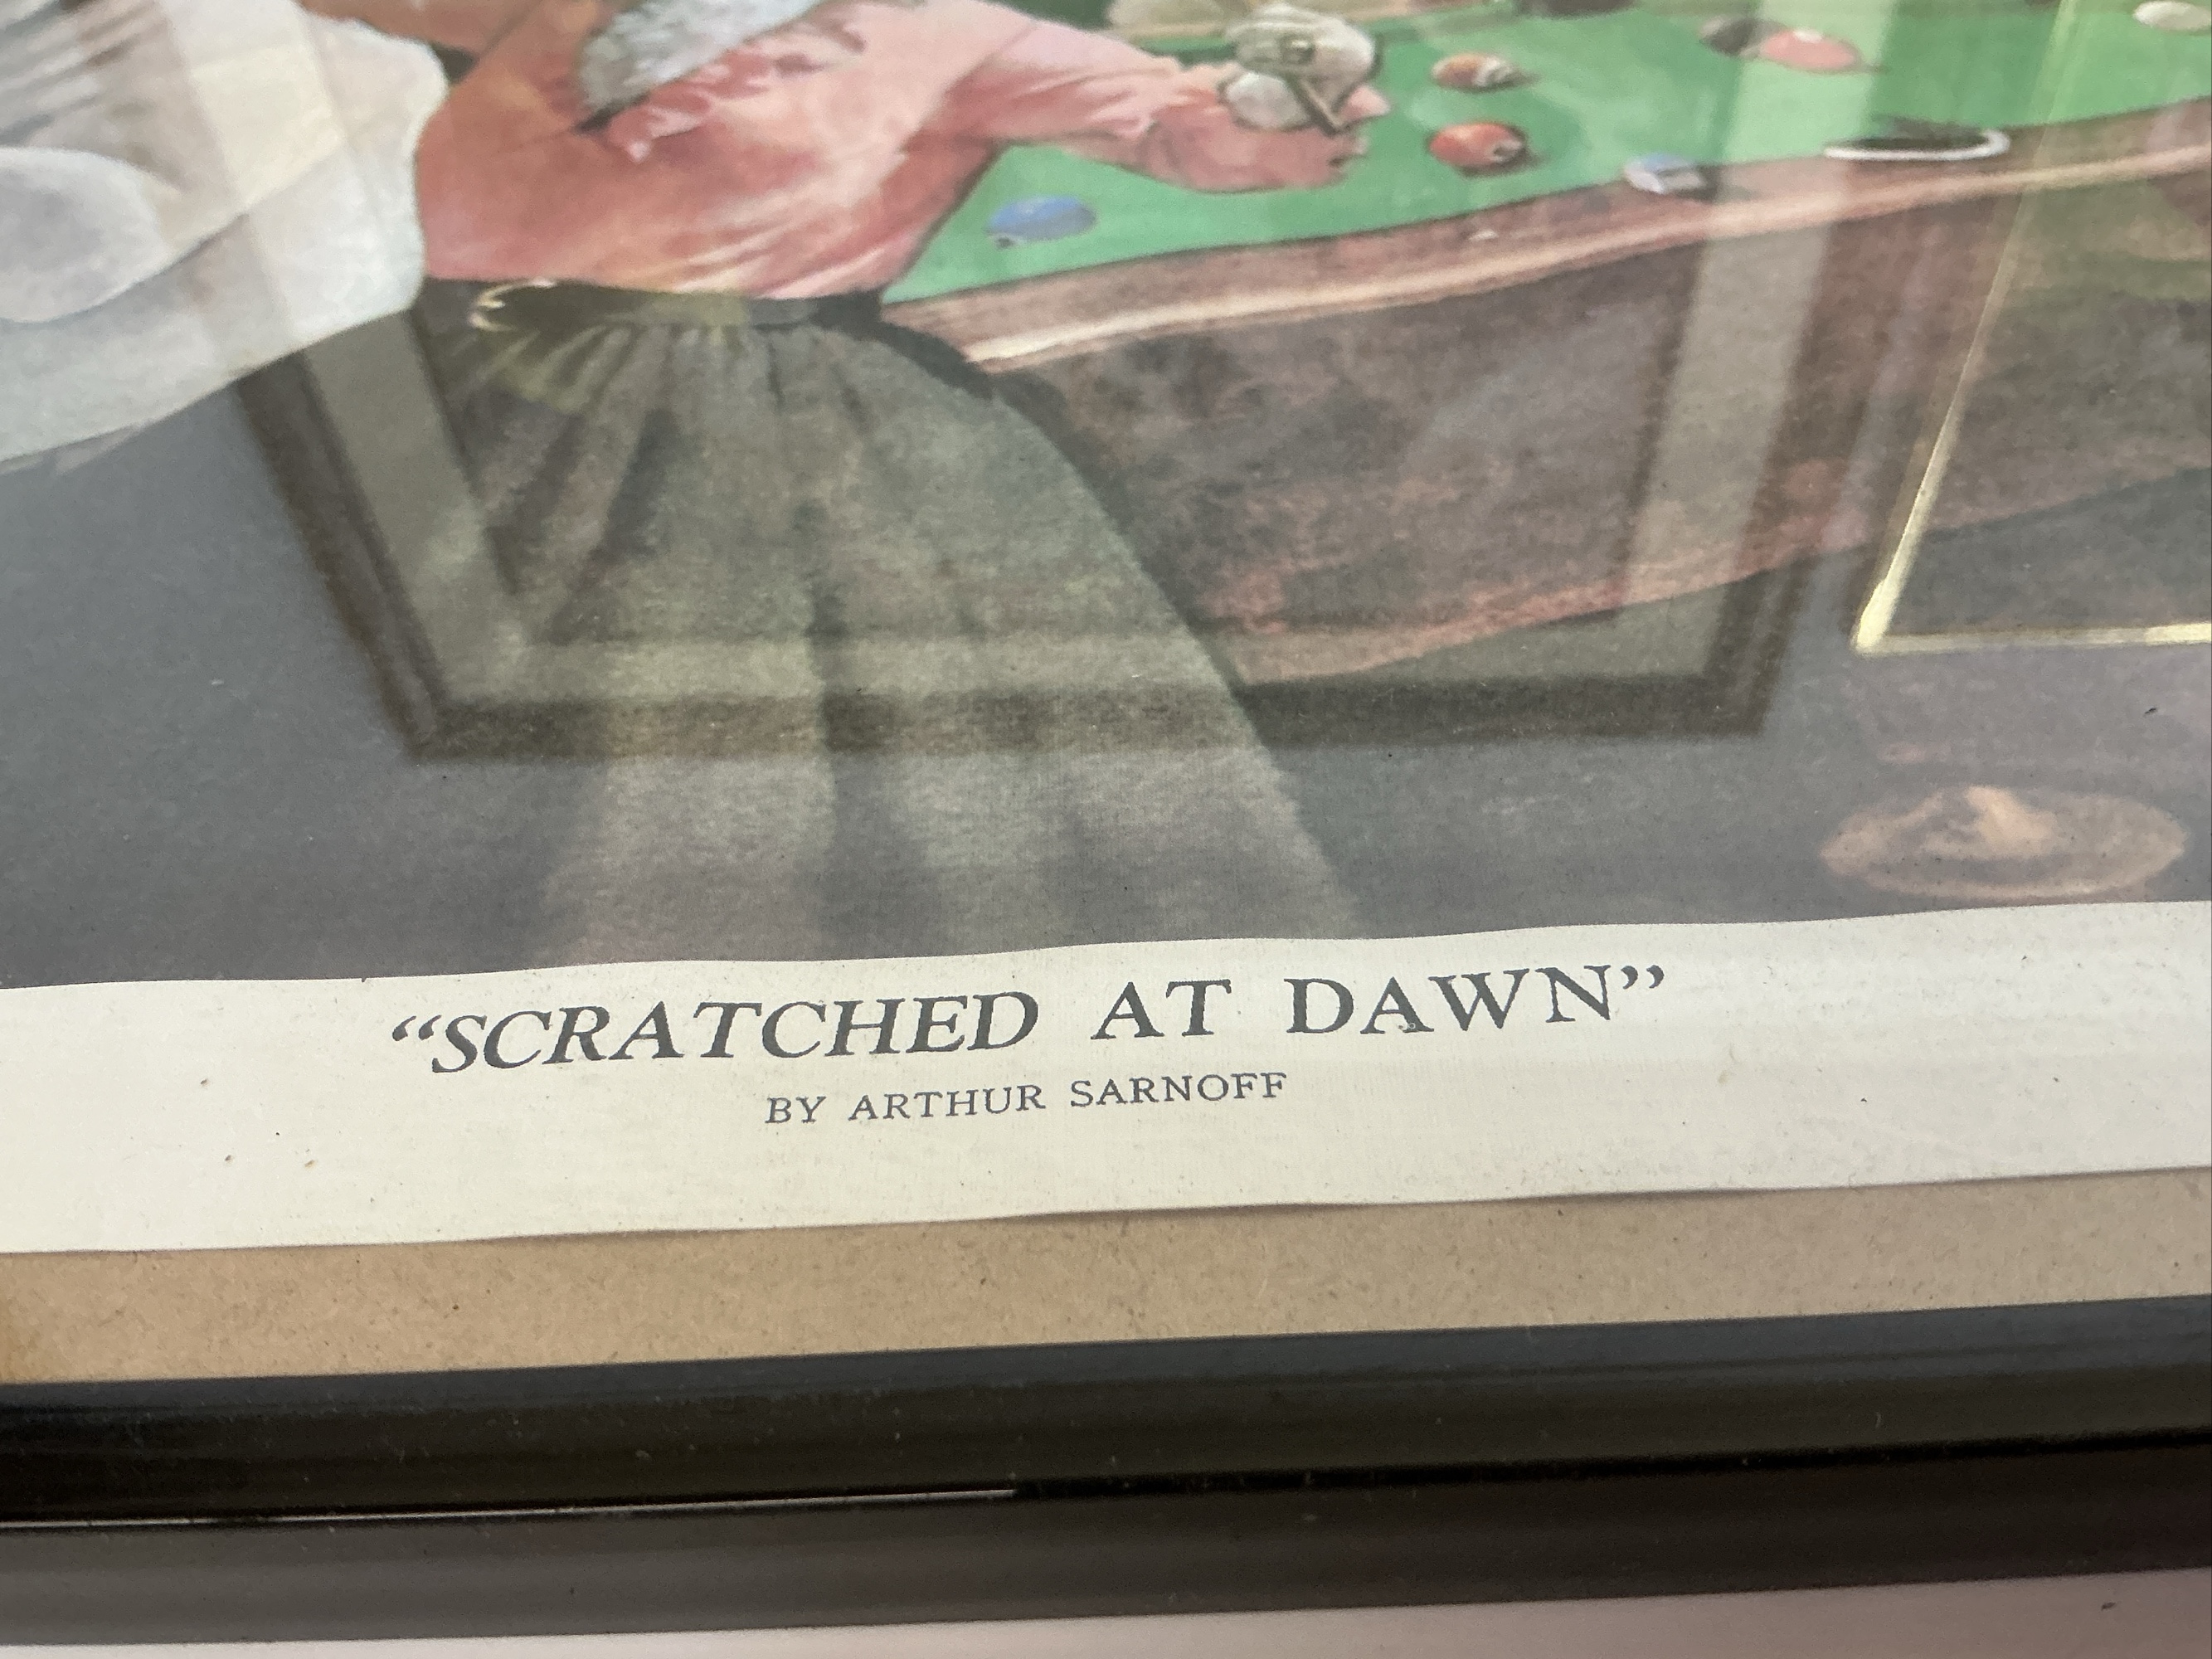 “SCRATCHED AT DAWN”
BY ARTHUR SARNOFF